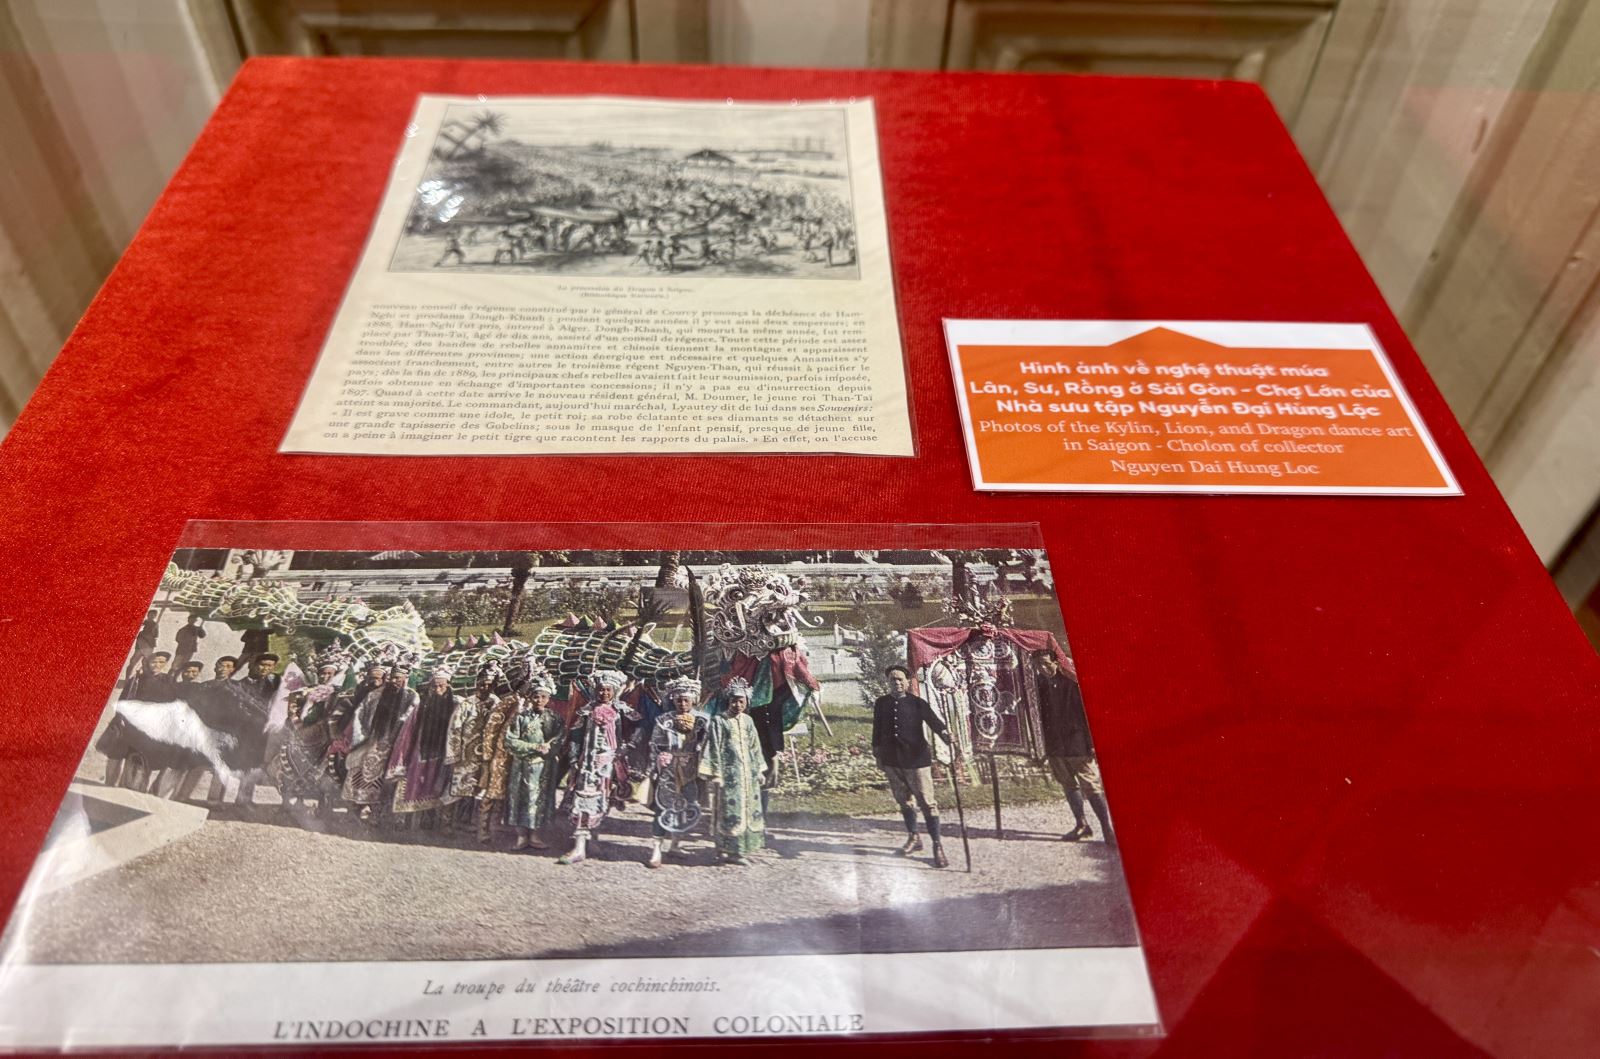 La procession du Dragon à Saigon.
(Bibliothèque Nationale.)
nouveau conseil de régence constitué par le général de Courcy prononça la déchéance de Ham-
Nghi et proclama Dongh-Khanh ; pendant quelques années il y eut ainsi deux empereurs ; en
1888, Ham-Nghi fut pris, interné à Alger. Dongh-Khanh, qui mourut la même année, fut rem-
placé par Than-Taï, âgé de dix ans, assisté d'un conseil de régence. Toute cette période est assez
troublée; des bandes de rebelles annamites et chinois tiennent la montagne et apparaissent
dans les différentes provinces; une action énergique est nécessaire et quelques Annamites s'y
associent franchement, entre autres le troisième régent Nguyen-Than, qui réussit à pacifier le
pays; dès la fin de 1889, les principaux chefs rebelles avaient fait leur soumission, parfois imposée,
parfois obtenue en échange d'importantes concessions; il n'y a pas eu d'insurrection depuis
1897. Quand à cette date arrive le nouveau résident général, M. Doumer, le jeune roi Than-Taï
atteint sa majorité. Le commandant, aujourd'hui maréchal, Lyautey dit de lui dans ses Souvenirs:
« Il est grave comme une idole, le petit roi; sa robe éclatante et ses diamants se détachent sur
une grande tapisserie des Gobelins; sous le masque de l'enfant pensif, presque de jeune fille,
on a peine à imaginer le petit tigre que racontent les rapports du palais. » En effet, on l'accuse
Hình ảnh về nghệ thuật múa
Lân, Sư, Rồng ở Sài Gòn - Chợ Lớn của
Nhà sưu tập Nguyễn Đại Hùng Lộc
Photos of the Kylin, Lion, and Dragon dance art
in Saigon - Cholon of collector
Nguyen Dai Hung Loc
La troupe du théâtre cochinchinois.
L'INDOCHINE A L'EXPOSITION COLONIALE